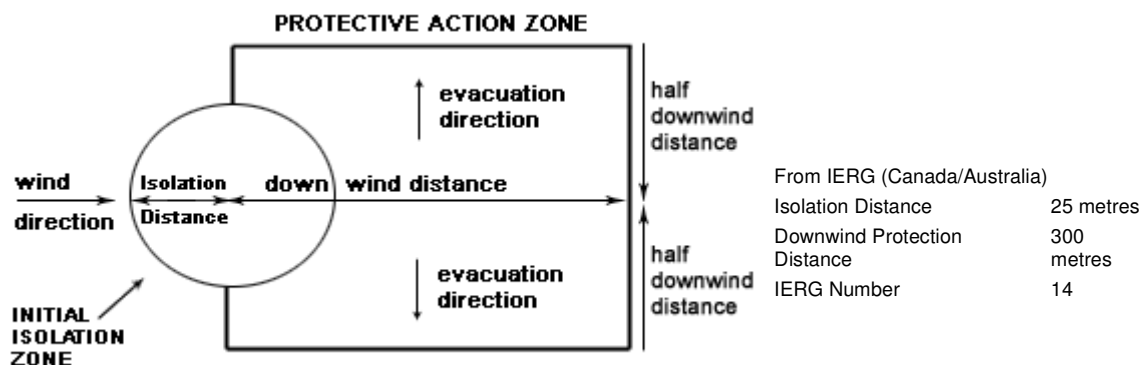 PROTECTIVE ACTION ZONE
evacuation
direction
half
downwind
distance
wind
direction
Isolation
Distance
down wind distance
evacuation
direction
half
downwind
distance
INITIAL
ISOLATION
ZONE
From IERG (Canada/Australia)
Isolation Distance 25 metres
Downwind Protection 300
Distance metres
IERG Number 14